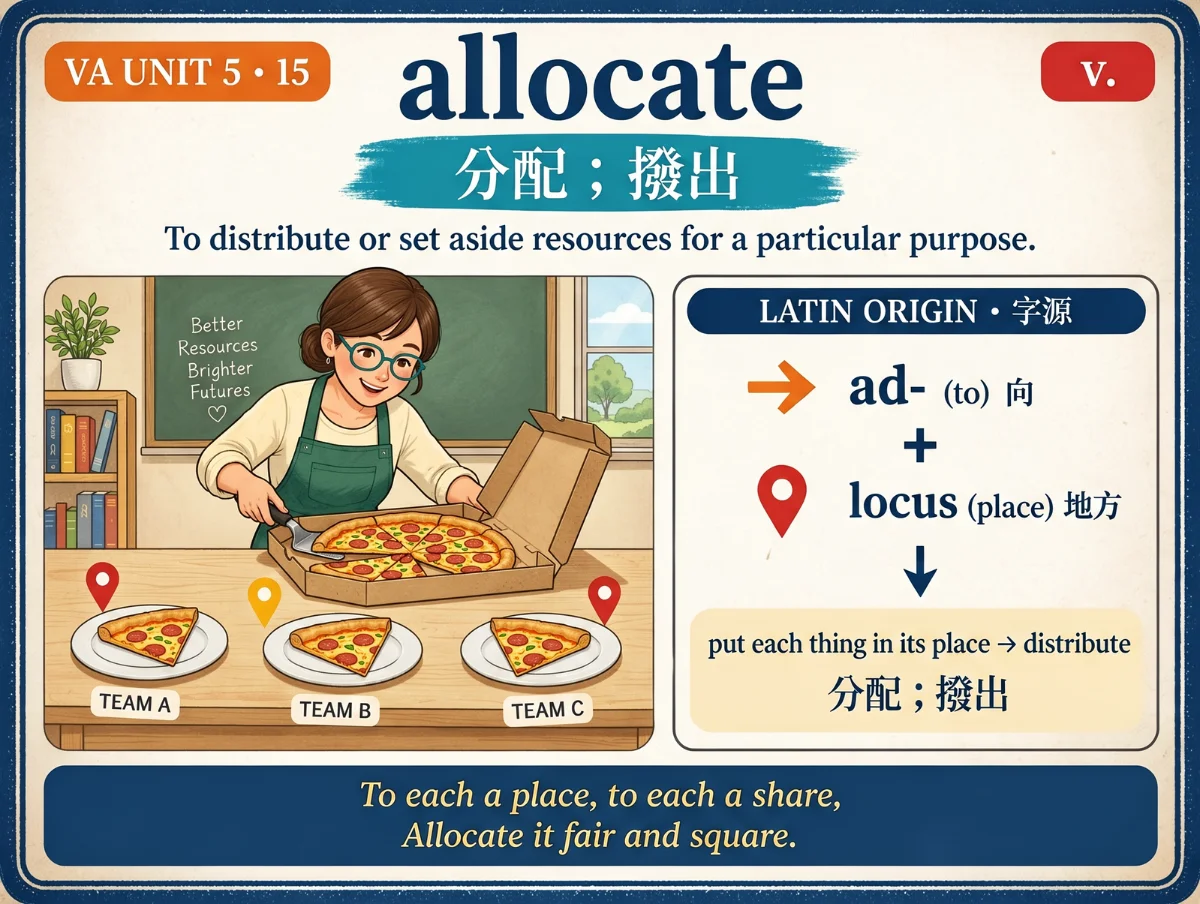 VA UNIT 5 • 15
allocate
v.
分配；撥出
To distribute or set aside resources for a particular purpose.
Better
Resources
Brighter
Futures
TEAM A
TEAM B
TEAM C
LATIN ORIGIN • 字源
ad- (to) 向
+
locus (place) 地方
put each thing in its place → distribute
分配；撥出
To each a place, to each a share,
Allocate it fair and square.